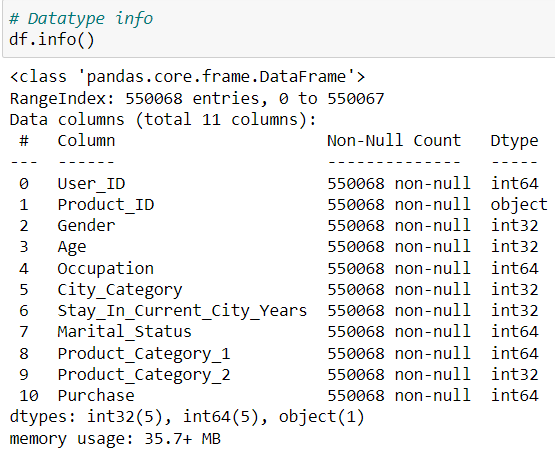 # Datatype info
df.info()
<class 'pandas.core.frame.DataFrame'>
RangeIndex: 550068 entries, 0 to 550067
Data columns (total 11 columns):
 #   Column                      Non-Null Count   Dtype
---  ------                      --------------   -----
 0   User_ID                     550068 non-null  int64
 1   Product_ID                  550068 non-null  object
 2   Gender                      550068 non-null  int32
 3   Age                         550068 non-null  int32
 4   Occupation                  550068 non-null  int64
 5   City_Category               550068 non-null  int32
 6   Stay_In_Current_City_Years  550068 non-null  int32
 7   Marital_Status              550068 non-null  int64
 8   Product_Category_1          550068 non-null  int64
 9   Product_Category_2          550068 non-null  int32
 10  Purchase                    550068 non-null  int64
dtypes: int32(5), int64(5), object(1)
memory usage: 35.7+ MB